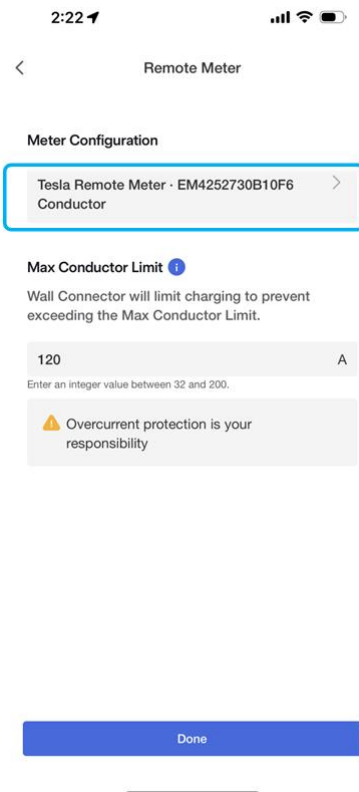 2:22
Remote Meter
Meter Configuration
Tesla Remote Meter · EM4252730B10F6
Conductor
Max Conductor Limit
Wall Connector will limit charging to prevent
exceeding the Max Conductor Limit.
120 A
Enter an integer value between 32 and 200.
Overcurrent protection is your
responsibility
Done